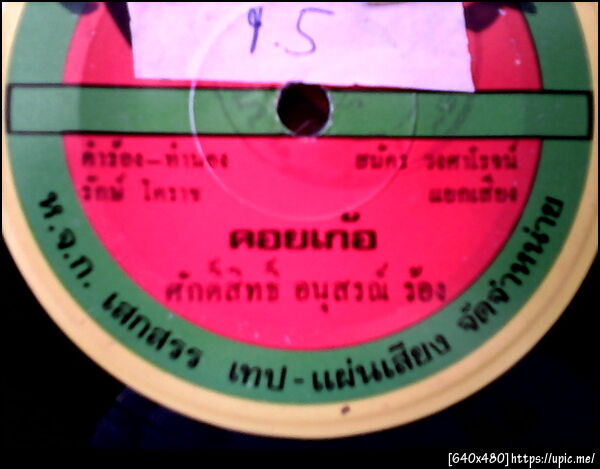 9.5
คำร้อง-ทำนอง
รักษ์ โคราช
สมัคร วงศาโรจน์
แยกเสียง
คอยเก้อ
ศักดิ์สิทธิ์ อนุสรณ์ ร้อง
ห.จ.ก. เสกสรร เทป-แผ่นเสียง จัดจำหน่าย
[640x480]https://upic.me/